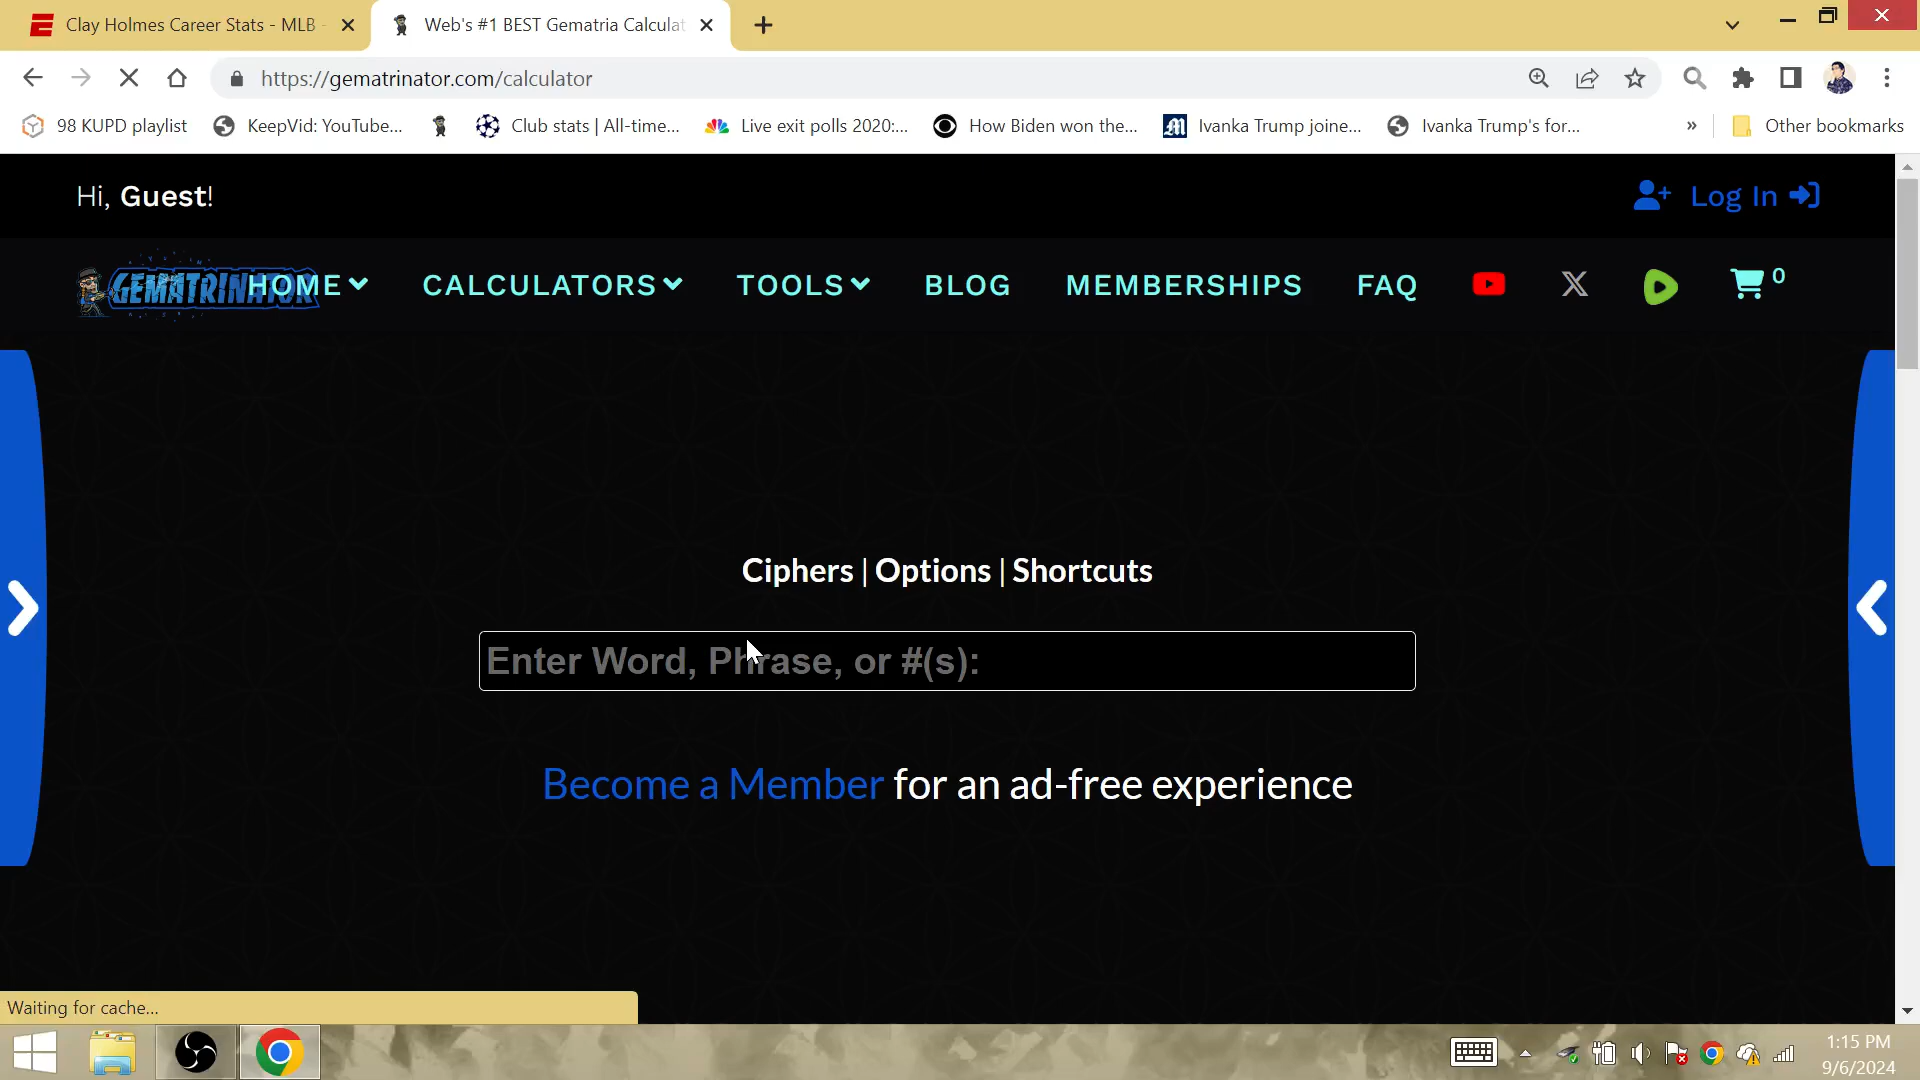 Clay Holmes Career Stats - MLB -
Web's #1 BEST Gematria Calculat
https://gematrinator.com/calculator
98 KUPD playlist
KeepVid: YouTube...
Club stats | All-time...
Live exit polls 2020:...
How Biden won the...
Ivanka Trump joine...
Ivanka Trump's for...
»
Other bookmarks
Hi, Guest!
Log In
GEMATRINATOR
HOME
CALCULATORS
TOOLS
BLOG
MEMBERSHIPS
FAQ
0
Ciphers | Options | Shortcuts
Enter Word, Phrase, or #(s):
Become a Member for an ad-free experience
Waiting for cache...
1:15 PM
9/6/2024